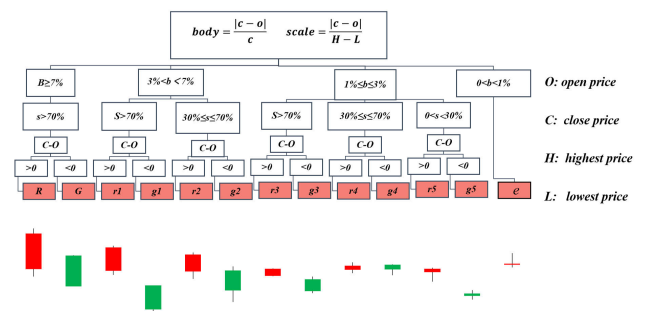 body = |c − o| / c    scale = |c − o| / H − L
B≥7%    3%<b<7%    1%≤b≤3%    0<b<1%    O: open price
s>70%    S>70%    30%≤s≤70%    S>70%    30%≤s≤70%    0<s<30%    C: close price
C-O    C-O    C-O    C-O    C-O    C-O    H: highest price
>0    <0    >0    <0    >0    <0    >0    <0    >0    <0    >0    <0
R    G    r1    g1    r2    g2    r3    g3    r4    g4    r5    g5    e    L: lowest price